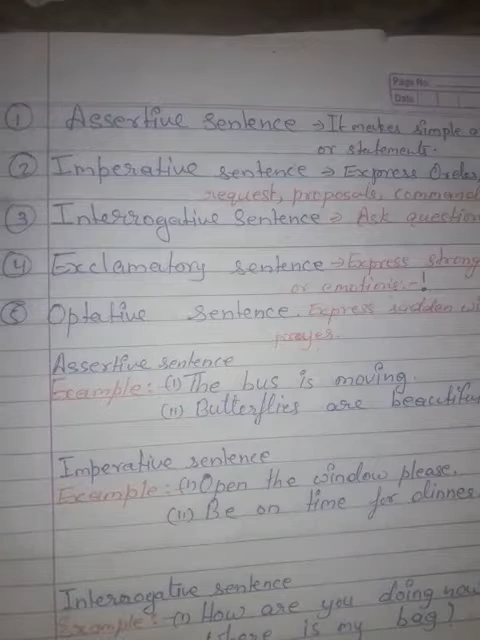 Page No.
Date
① Assertive sentence → It makes simple
or statements.
② Imperative sentence → Express Order,
request, proposals, command
③ Interrogative sentence → Ask question
④ Exclamatory sentence → Express strong
or emotions - !
⑤ Optative sentence. Express sudden
prayer.
Assertive sentence
Example: (i) The bus is moving.
(ii) Butterflies are beautiful
Imperative sentence
Example: (i) Open the window please.
(ii) Be on time for dinner
Interrogative sentence
Example: (i) How are you doing now
is my bag?